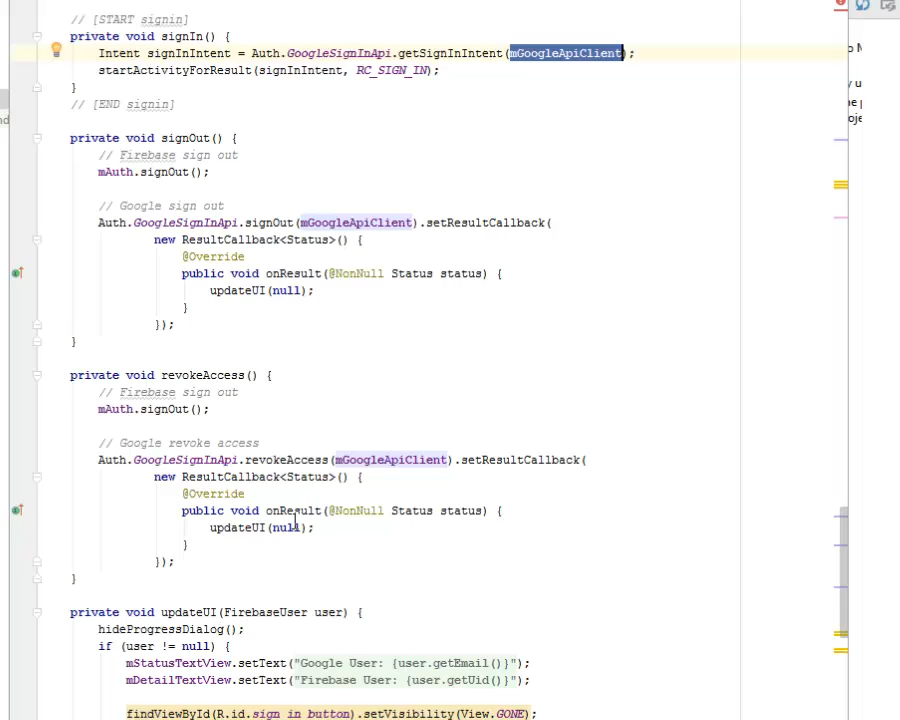 // [START signin]
private void signIn() {
Intent signInIntent = Auth.GoogleSignInApi.getSignInIntent(mGoogleApiClient);
startActivityForResult(signInIntent, RC_SIGN_IN);
}
// [END signin]
private void signOut() {
// Firebase sign out
mAuth.signOut();
// Google sign out
Auth.GoogleSignInApi.signOut(mGoogleApiClient).setResultCallback(
new ResultCallback<Status>() {
@Override
public void onResult(@NonNull Status status) {
updateUI(null);
}
});
}
private void revokeAccess() {
// Firebase sign out
mAuth.signOut();
// Google revoke access
Auth.GoogleSignInApi.revokeAccess(mGoogleApiClient).setResultCallback(
new ResultCallback<Status>() {
@Override
public void onResult(@NonNull Status status) {
updateUI(null);
}
});
}
private void updateUI(FirebaseUser user) {
hideProgressDialog();
if (user != null) {
mStatusTextView.setText("Google User: {user.getEmail()}");
mDetailTextView.setText("Firebase User: {user.getUid()}");
findViewById(R.id.sign_in_button).setVisibility(View.GONE);